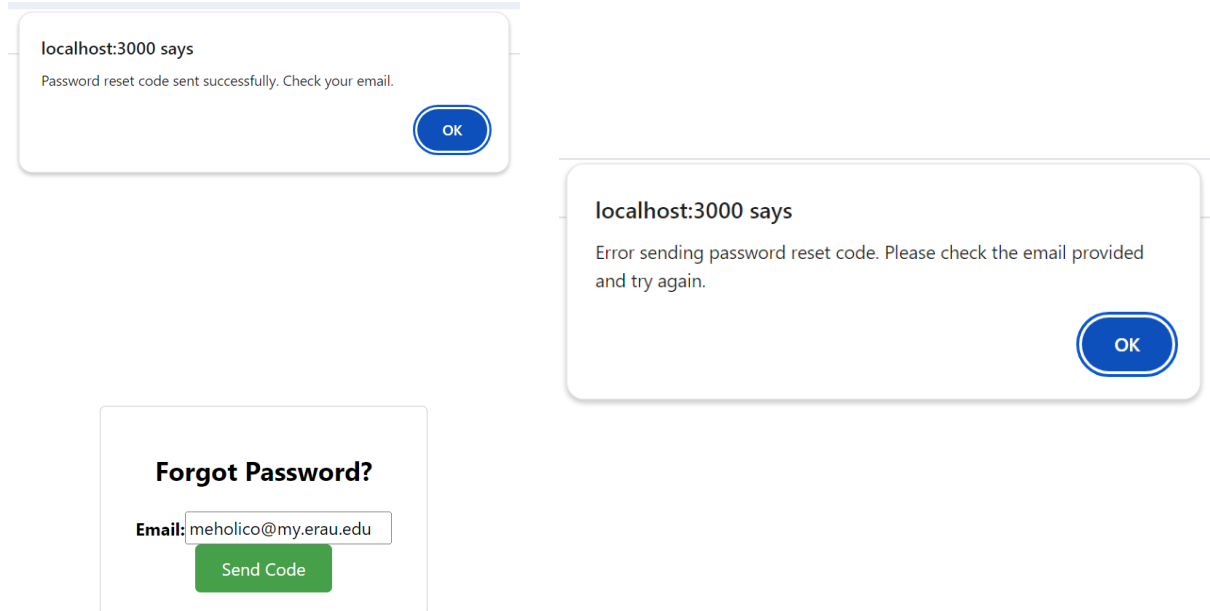 localhost:3000 says
Password reset code sent successfully. Check your email.
OK
Forgot Password?
Email: meholico@my.erau.edu
Send Code
localhost:3000 says
Error sending password reset code. Please check the email provided
and try again.
OK